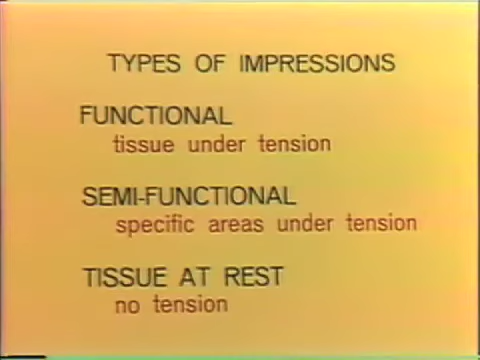 TYPES OF IMPRESSIONS
FUNCTIONAL
tissue under tension
SEMI-FUNCTIONAL
specific areas under tension
TISSUE AT REST
no tension